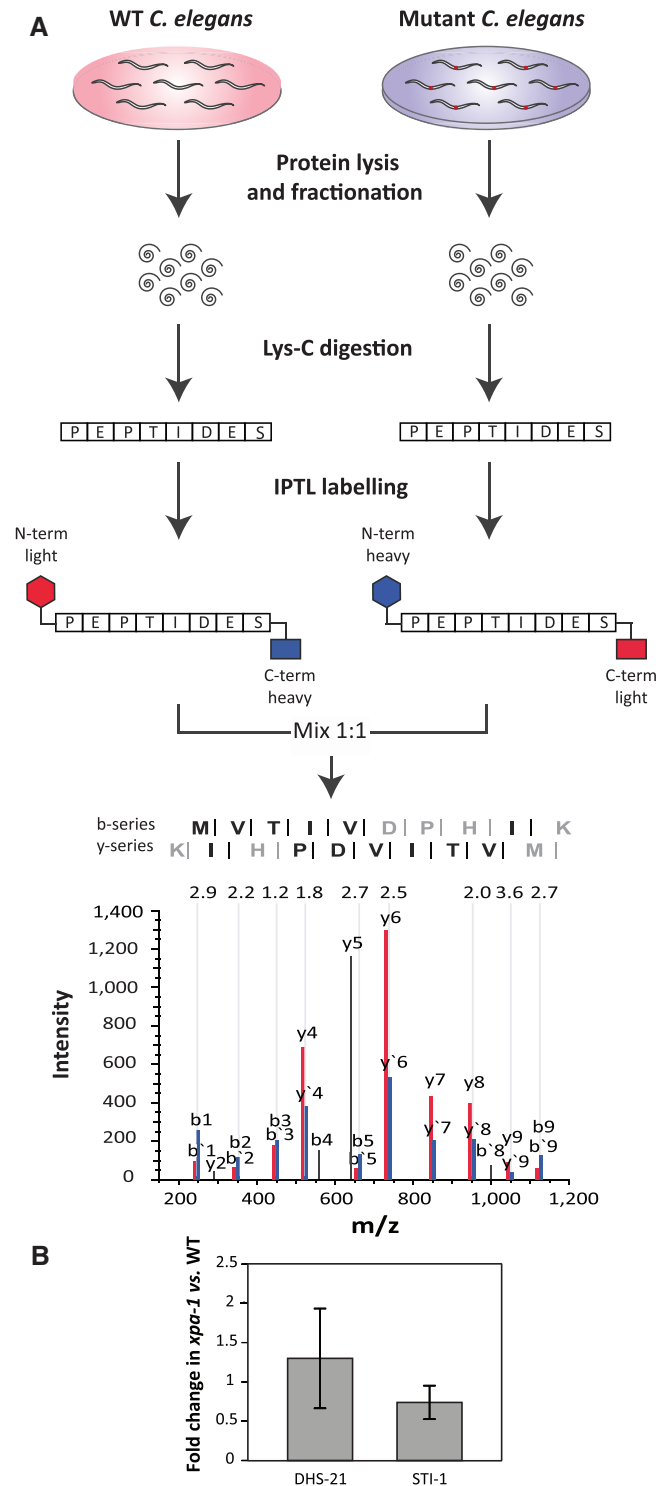 A
WT C. elegans
Mutant C. elegans
Protein lysis
and fractionation
Lys-C digestion
P E P T I D E S
P E P T I D E S
IPTL labelling
N-term
light
N-term
heavy
P E P T I D E S
P E P T I D E S
C-term
heavy
C-term
light
Mix 1:1
b-series M V T I V D P H I K
y-series K I H P D V I T V M
2.9 2.2 1.2 1.8 2.7 2.5 2.0 3.6 2.7
1,400
1,200
1,000
800
600
400
200
0
Intensity
b1
b`1
y2
b2
b`2
b3
b`3
y4
y`4
b4
y5
b5
b`5
y6
y`6
y7
y`7
y8
y`8
b`8
y9
y`9
b9
b`9
200 400 600 800 1,000 1,200
m/z
B
Fold change in xpa-1 vs. WT
2.5
2
1.5
1
0.5
0
DHS-21 STI-1